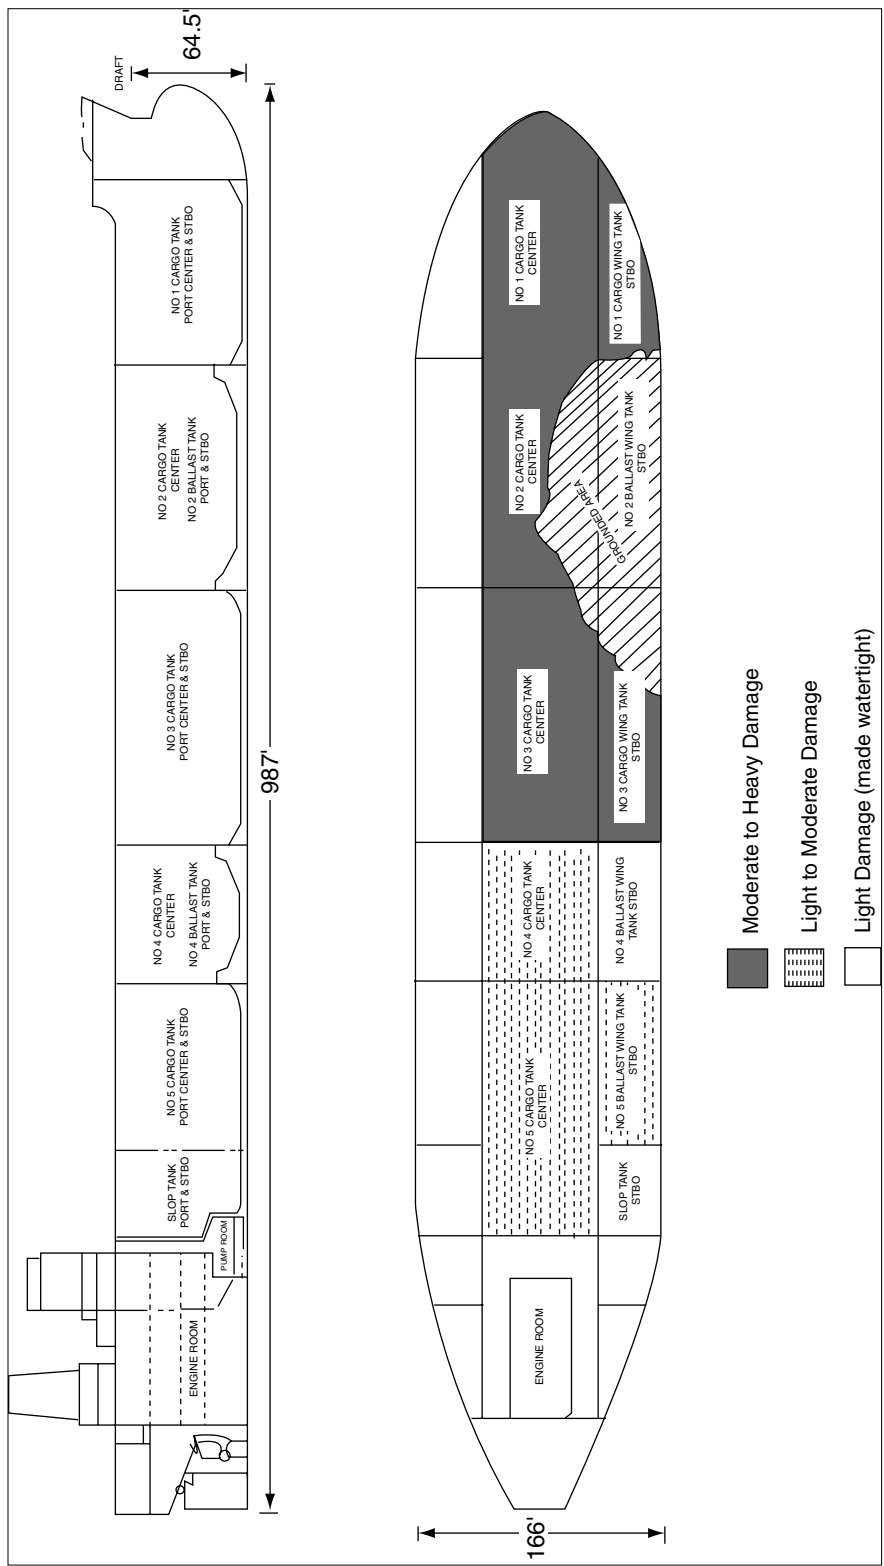 64.5'
DRAFT
NO 1 CARGO TANK
PORT CENTER & STBO
NO 2 CARGO TANK
CENTER
NO 2 BALLAST TANK
PORT & STBO
NO 3 CARGO TANK
PORT CENTER & STBO
NO 4 CARGO TANK
CENTER
NO 4 BALLAST TANK
PORT & STBO
NO 5 CARGO TANK
PORT CENTER & STBO
SLOP TANK
PORT & STBO
PUMP ROOM
ENGINE ROOM
987'
NO 1 CARGO TANK
CENTER
NO 1 CARGO WING TANK
STBO
NO 2 CARGO TANK
CENTER
NO 2 BALLAST WING TANK
STBO
GROUNDED AREA
NO 3 CARGO TANK
CENTER
NO 3 CARGO WING TANK
STBO
NO 4 CARGO TANK
CENTER
NO 4 BALLAST WING
TANK STBO
NO 5 CARGO TANK
CENTER
NO 5 BALLAST WING TANK
STBO
SLOP TANK
STBO
ENGINE ROOM
166'
Moderate to Heavy Damage
Light to Moderate Damage
Light Damage (made watertight)